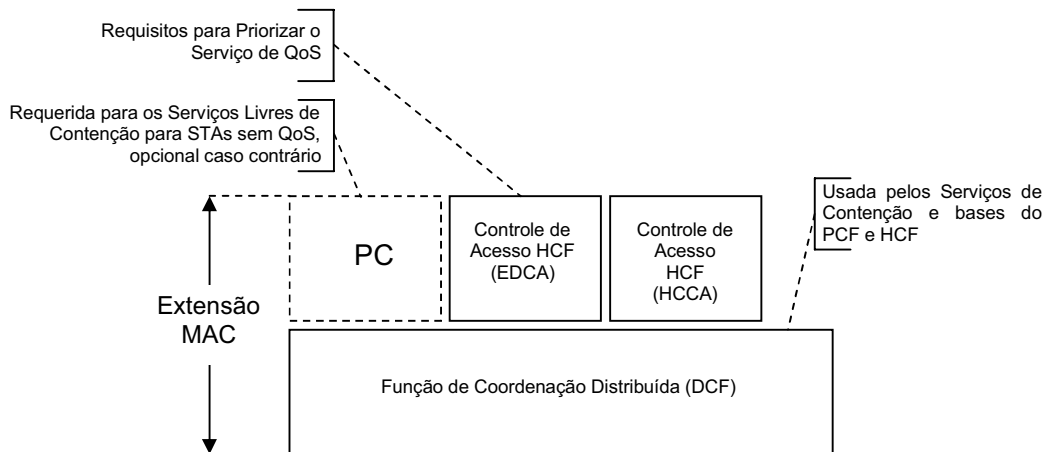 Requisitos para Priorizar o
Serviço de QoS
Requerida para os Serviços Livres de
Contenção para STAs sem QoS,
opcional caso contrário
Usada pelos Serviços de
Contenção e bases do
PCF e HCF
PC
Controle de
Acesso HCF
(EDCA)
Controle de
Acesso
HCF
(HCCA)
Extensão
MAC
Função de Coordenação Distribuída (DCF)